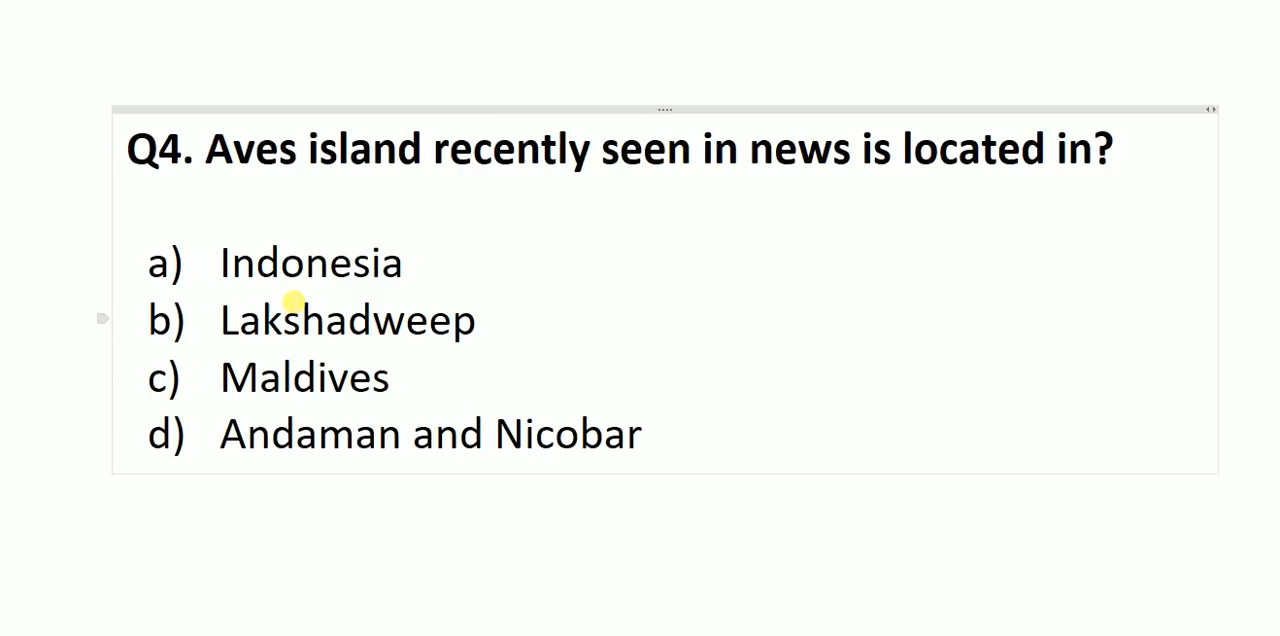 Q4. Aves island recently seen in news is located in?
a) Indonesia
b) Lakshadweep
c) Maldives
d) Andaman and Nicobar